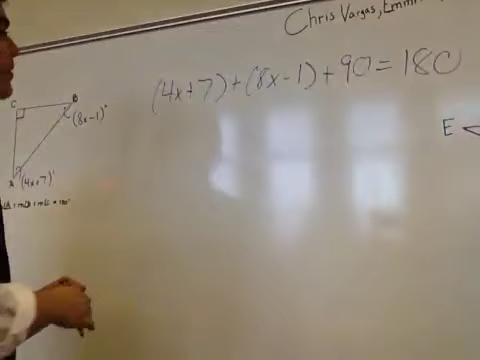 Chris Vargas,
(4x+7)+(8x-1)+90=180
C
B
(8x-1)°
E
A
(4x+7)°